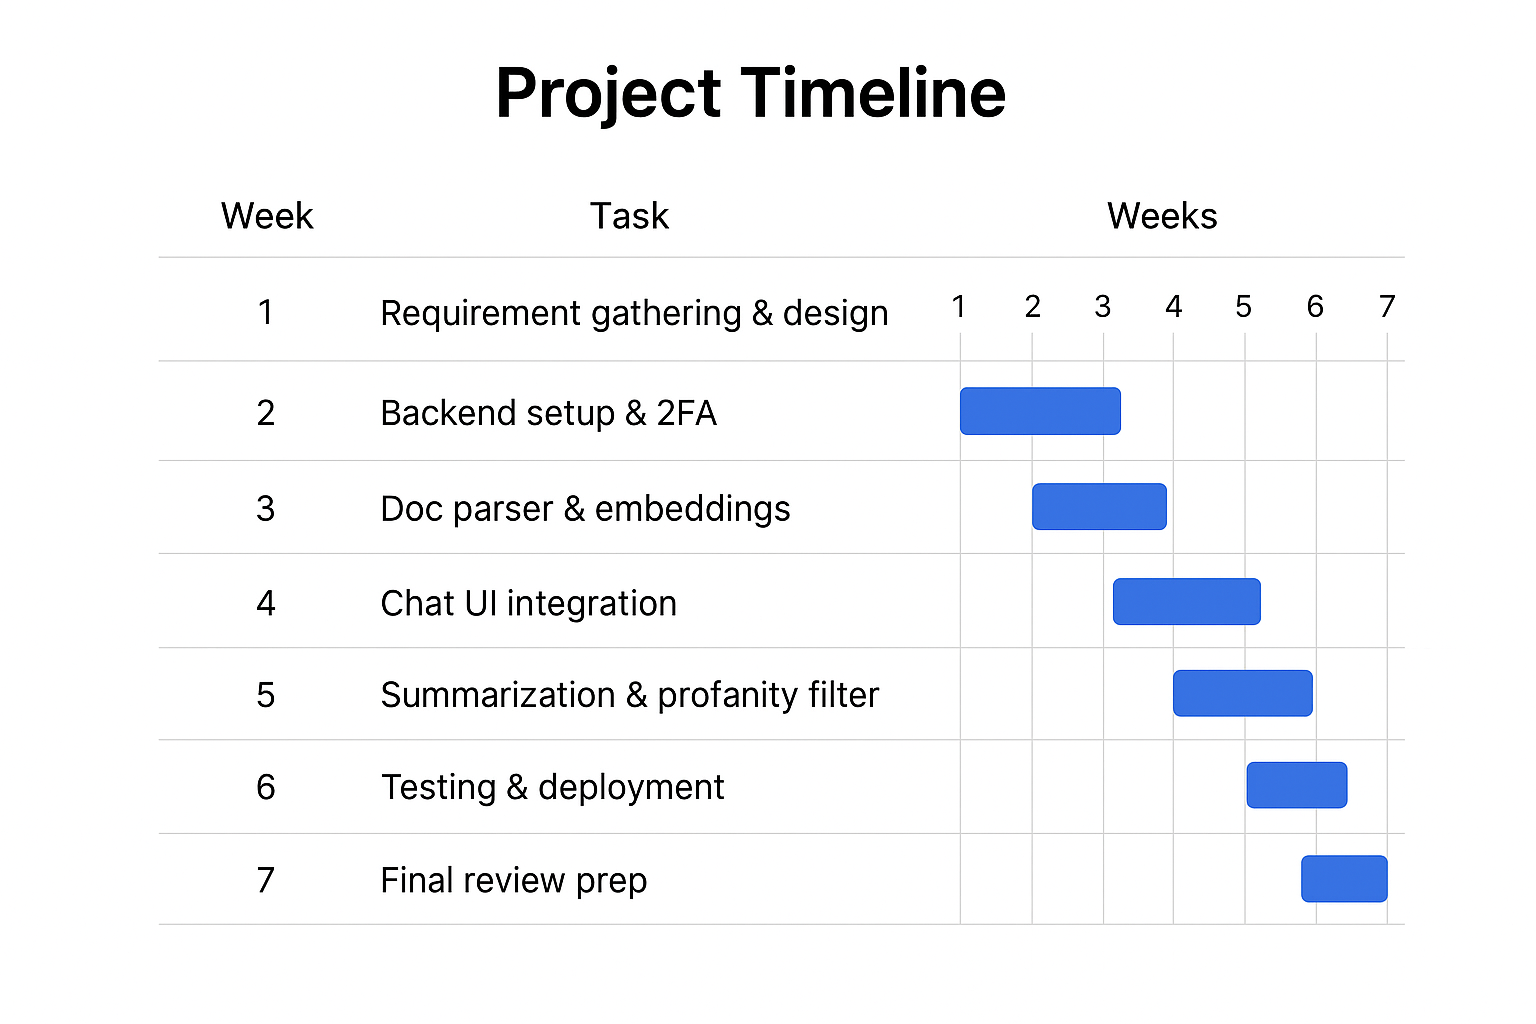 Project Timeline
Week Task Weeks
1 Requirement gathering & design 1 2 3 4 5 6 7
2 Backend setup & 2FA
3 Doc parser & embeddings
4 Chat UI integration
5 Summarization & profanity filter
6 Testing & deployment
7 Final review prep